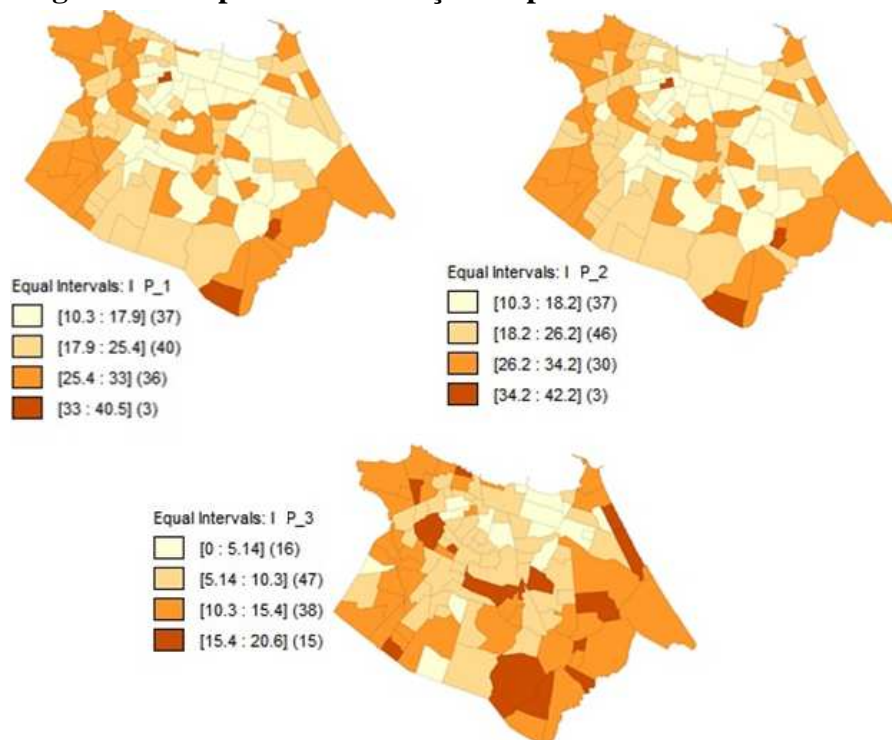 Equal Intervals: I P_1
[10.3 : 17.9] (37)
[17.9 : 25.4] (40)
[25.4 : 33] (36)
[33 : 40.5] (3)
Equal Intervals: I P_2
[10.3 : 18.2] (37)
[18.2 : 26.2] (46)
[26.2 : 34.2] (30)
[34.2 : 42.2] (3)
Equal Intervals: I P_3
[0 : 5.14] (16)
[5.14 : 10.3] (47)
[10.3 : 15.4] (38)
[15.4 : 20.6] (15)